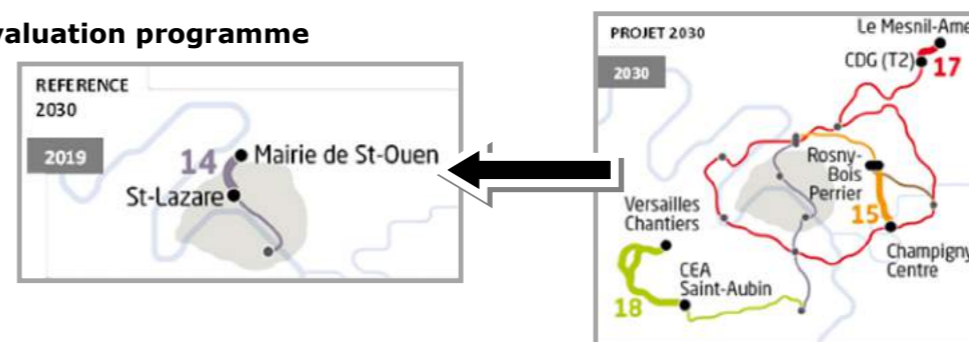 valuation programme
REFERENCE
2030
2019
14
Mairie de St-Ouen
St-Lazare
PROJET 2030
2030
Le Mesnil-Ame
CDG (T2)
17
Rosny-
Bois
Perrier
15
Versailles
Chantiers
Champigny
Centre
CEA
Saint-Aubin
18